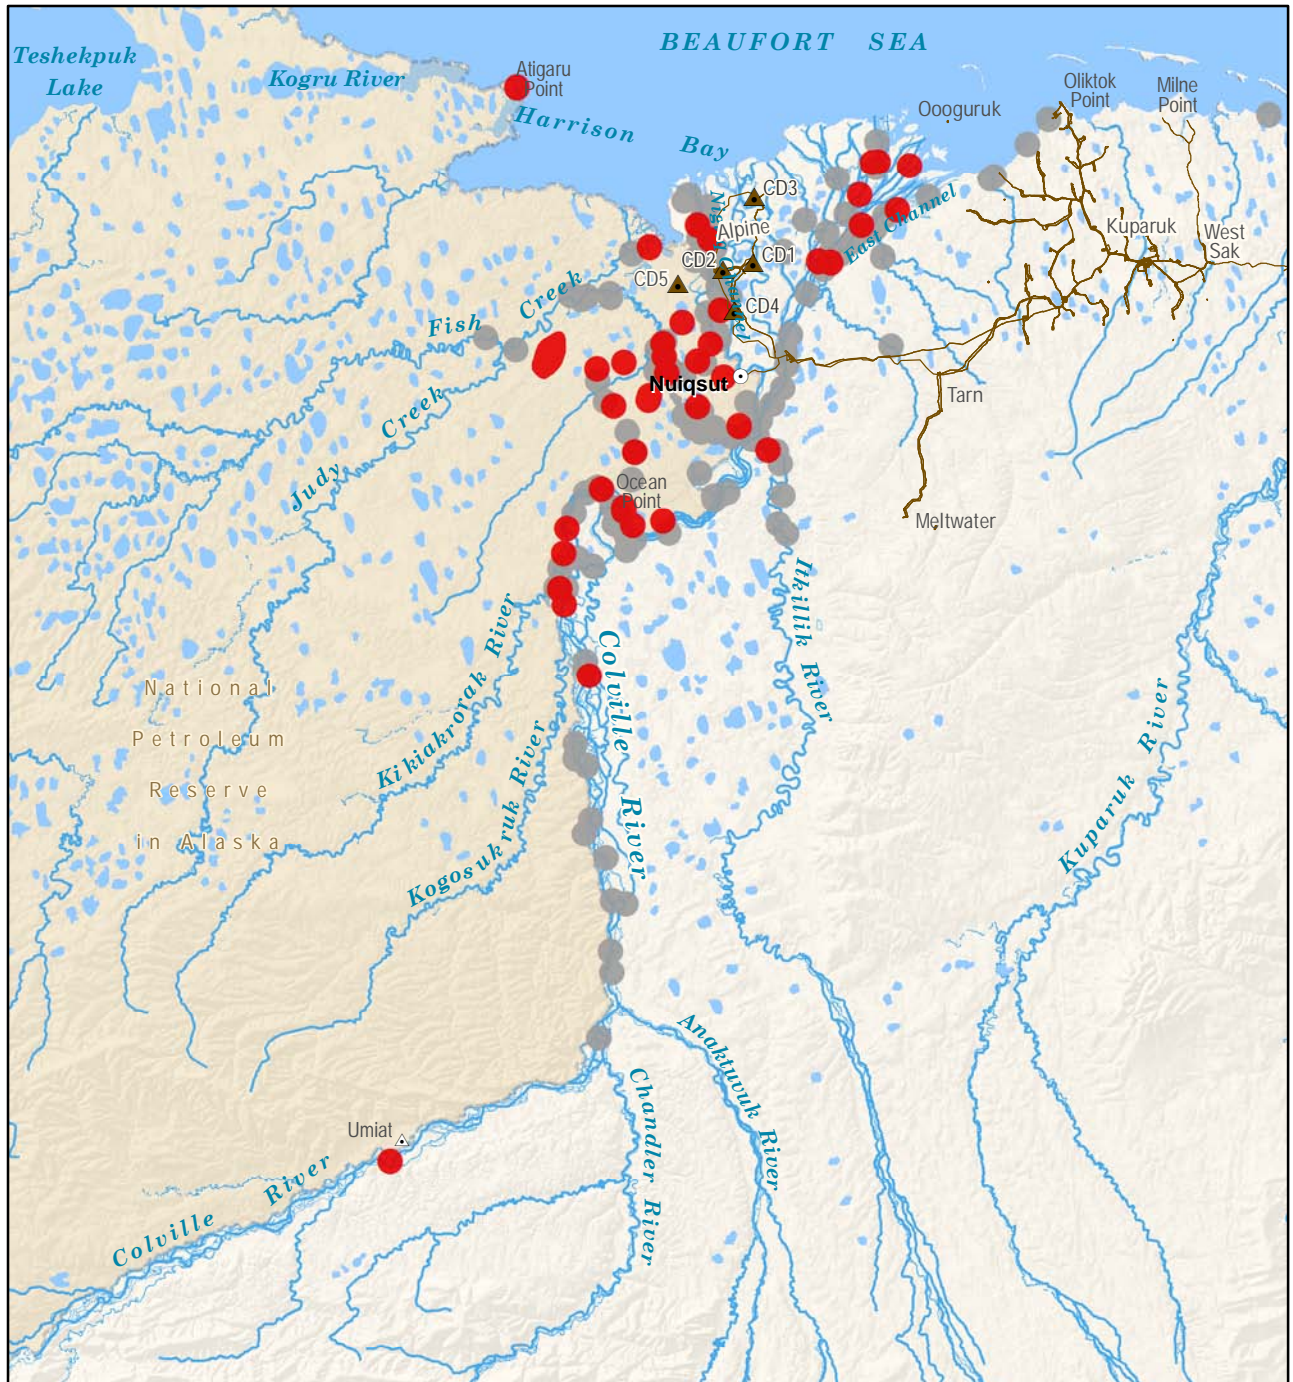 BEAUFORT SEA
Teshekpuk
Lake
Kogru River
Atigaru
Point
Harrison Bay
Oooguruk
Oliktok
Point
Milne
Point
CD3
Alpine
East Channel
Kuparuk
West
Sak
CD2
CD1
CD5
CD4
Fish Creek
Judy Creek
Nuiqsut
Tarn
Ocean
Point
Meltwater
Itkillik River
Colville River
Kikiakrorak River
Kogosukruk River
Kuparuk River
National
Petroleum
Reserve
in Alaska
Anaktuvuk River
Chandler River
Umiat
Colville River